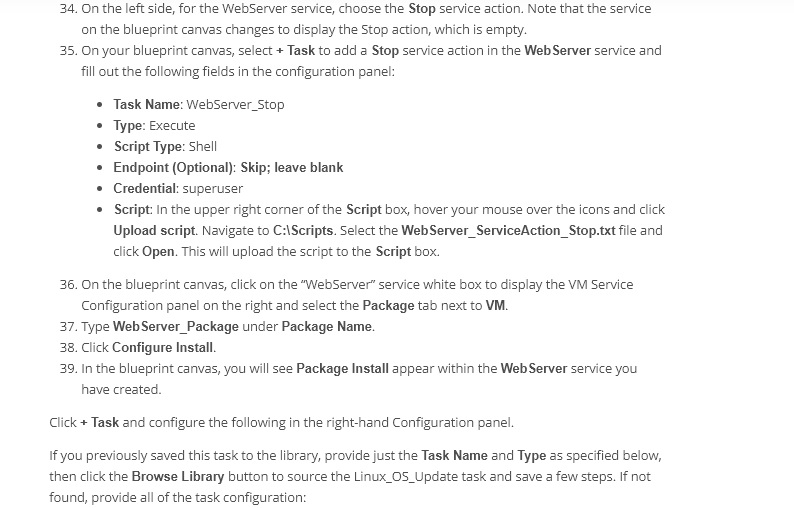 34. On the left side, for the WebServer service, choose the Stop service action. Note that the service
on the blueprint canvas changes to display the Stop action, which is empty.
35. On your blueprint canvas, select + Task to add a Stop service action in the WebServer service and
fill out the following fields in the configuration panel:
• Task Name: WebServer_Stop
• Type: Execute
• Script Type: Shell
• Endpoint (Optional): Skip; leave blank
• Credential: superuser
• Script: In the upper right corner of the Script box, hover your mouse over the icons and click
Upload script. Navigate to C:\Scripts. Select the WebServer_ServiceAction_Stop.txt file and
click Open. This will upload the script to the Script box.
36. On the blueprint canvas, click on the “WebServer” service white box to display the VM Service
Configuration panel on the right and select the Package tab next to VM.
37. Type WebServer_Package under Package Name.
38. Click Configure Install.
39. In the blueprint canvas, you will see Package Install appear within the WebServer service you
have created.
Click + Task and configure the following in the right-hand Configuration panel.
If you previously saved this task to the library, provide just the Task Name and Type as specified below,
then click the Browse Library button to source the Linux_OS_Update task and save a few steps. If not
found, provide all of the task configuration: